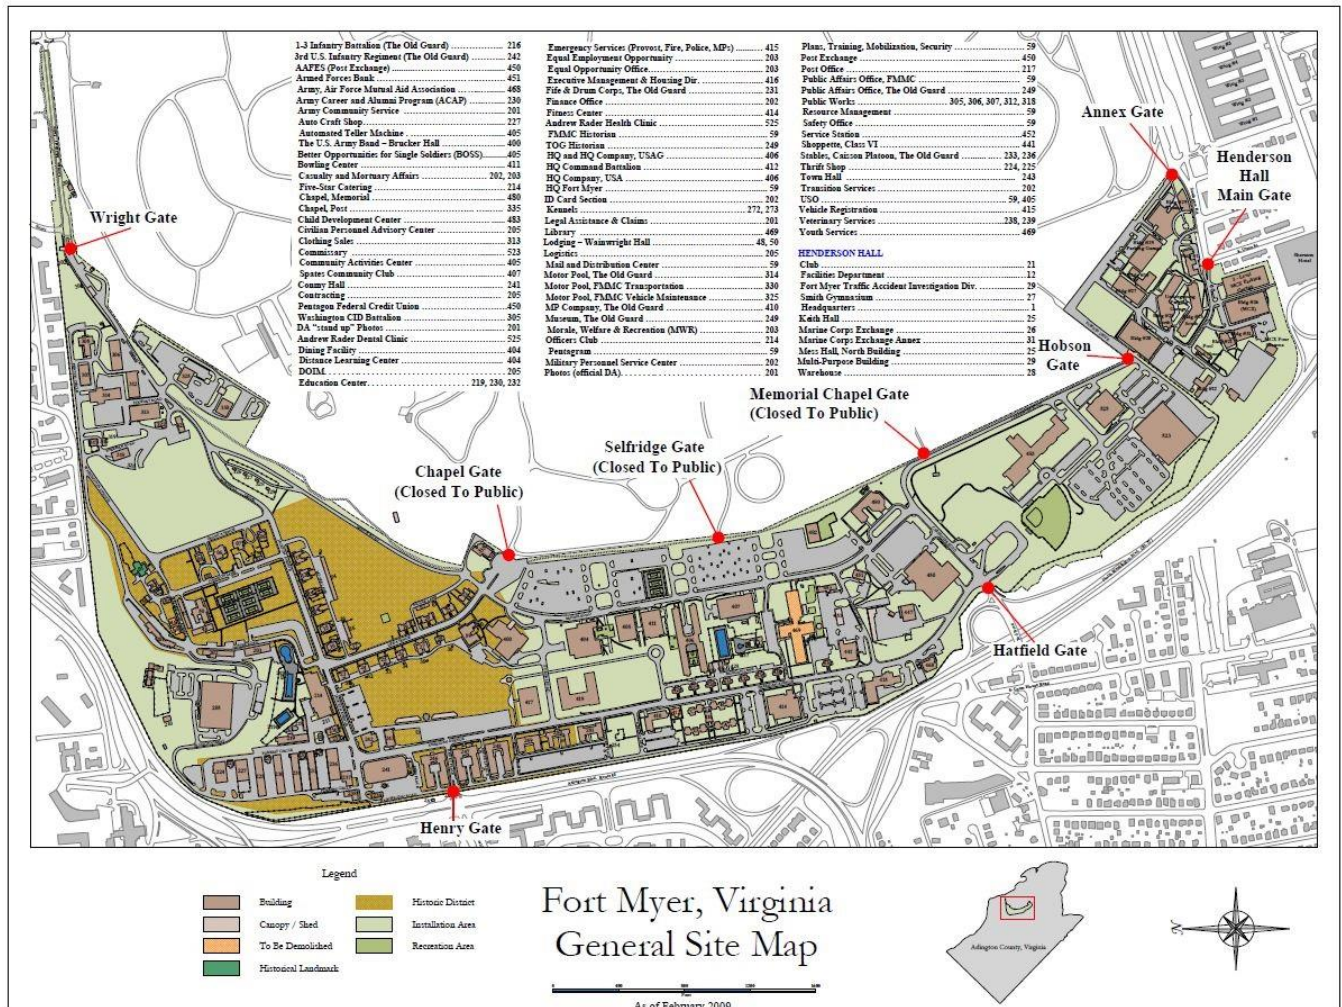 1-3 Infantry Battalion (The Old Guard) 216
3rd U.S. Infantry Regiment (The Old Guard) 242
AAFES (Post Exchange) 450
Armed Forces Bank 451
Army, Air Force Mutual Aid Association 468
Army Career and Alumni Program (ACAP) 230
Army Community Service 201
Auto Craft Shop 227
Automated Teller Machine 405
The U.S. Army Band – Brucker Hall 400
Better Opportunities for Single Soldiers (BOSS) 405
Bowling Center 411
Casualty and Mortuary Affairs 202, 203
Five-Star Catering 214
Chapel, Memorial 480
Chapel, Post 335
Child Development Center 483
Civilian Personnel Advisory Center 205
Clothing Sales 313
Commissary 523
Community Activities Center 405
Spates Community Club 407
Conmy Hall 241
Contracting 205
Pentagon Federal Credit Union 450
Washington CID Battalion 305
DA "stand up" Photos 201
Andrew Rader Dental Clinic 525
Dining Facility 404
Distance Learning Center 404
DOIM 205
Education Center 219, 230, 232
Emergency Services (Provost, Fire, Police, MPs) 415
Equal Employment Opportunity 203
Equal Opportunity Office 203
Executive Management & Housing Dir. 416
Fife & Drum Corps, The Old Guard 231
Finance Office 202
Fitness Center 414
Andrew Rader Health Clinic 525
FMMC Historian 59
TOG Historian 249
HQ and HQ Company, USAG 406
HQ Command Battalion 412
HQ Company, USA 406
HQ Fort Myer 59
ID Card Section 202
Kennels 272, 273
Legal Assistance & Claims 201
Library 469
Lodging – Wainwright Hall 48, 50
Logistics 205
Mail and Distribution Center 59
Motor Pool, The Old Guard 314
Motor Pool, FMMC Transportation 330
Motor Pool, FMMC Vehicle Maintenance 325
MP Company, The Old Guard 410
Museum, The Old Guard 249
Morale, Welfare & Recreation (MWR) 203
Officers Club 214
Pentagram 59
Military Personnel Service Center 202
Photos (official DA) 201
Plans, Training, Mobilization, Security 59
Post Exchange 450
Post Office 217
Public Affairs Office, FMMC 59
Public Affairs Office, The Old Guard 249
Public Works 305, 306, 307, 312, 318
Resource Management 59
Safety Office 59
Service Station 452
Shoppette, Class VI 441
Stables, Caisson Platoon, The Old Guard 233, 236
Thrift Shop 224, 225
Town Hall 243
Transition Services 202
USO 59, 405
Vehicle Registration 415
Veterinary Services 238, 239
Youth Services 469
HENDERSON HALL
Club 21
Facilities Department 12
Fort Myer Traffic Accident Investigation Div. 29
Smith Gymnasium 27
Headquarters 1
Keith Hall 25
Marine Corps Exchange 26
Marine Corps Exchange Annex 31
Mess Hall, North Building 25
Multi-Purpose Building 29
Warehouse 28
Annex Gate
Henderson
Hall
Main Gate
Wright Gate
Hobson
Gate
Memorial Chapel Gate
(Closed To Public)
Selfridge Gate
(Closed To Public)
Chapel Gate
(Closed To Public)
Hatfield Gate
Henry Gate
Legend
Building
Canopy / Shed
To Be Demolished
Historical Landmark
Historic District
Installation Area
Recreation Area
Fort Myer, Virginia
General Site Map
As of February 2009
Arlington County, Virginia
N